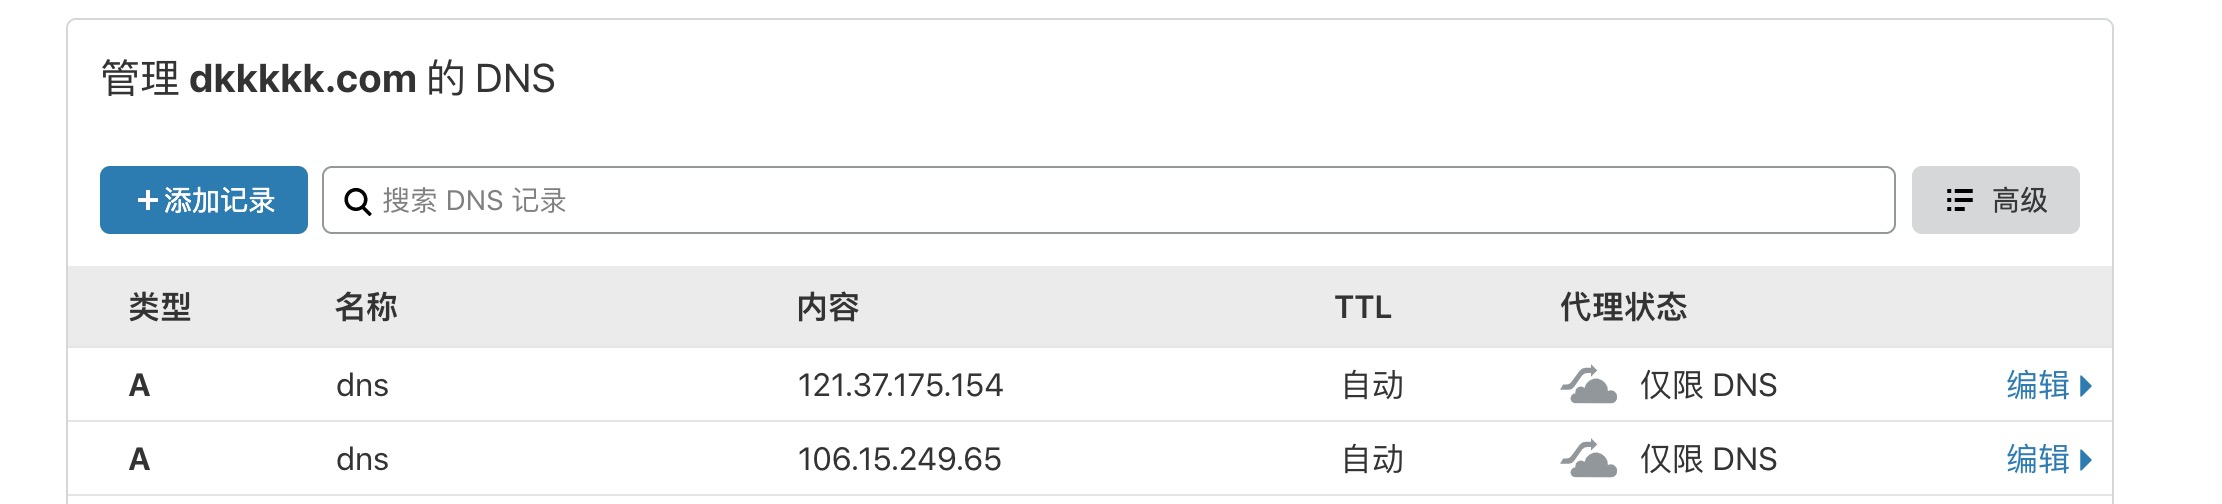 管理 dkkkkk.com 的 DNS
+添加记录 搜索 DNS 记录 高级
类型 名称 内容 TTL 代理状态
A dns 121.37.175.154 自动 仅限 DNS 编辑
A dns 106.15.249.65 自动 仅限 DNS 编辑